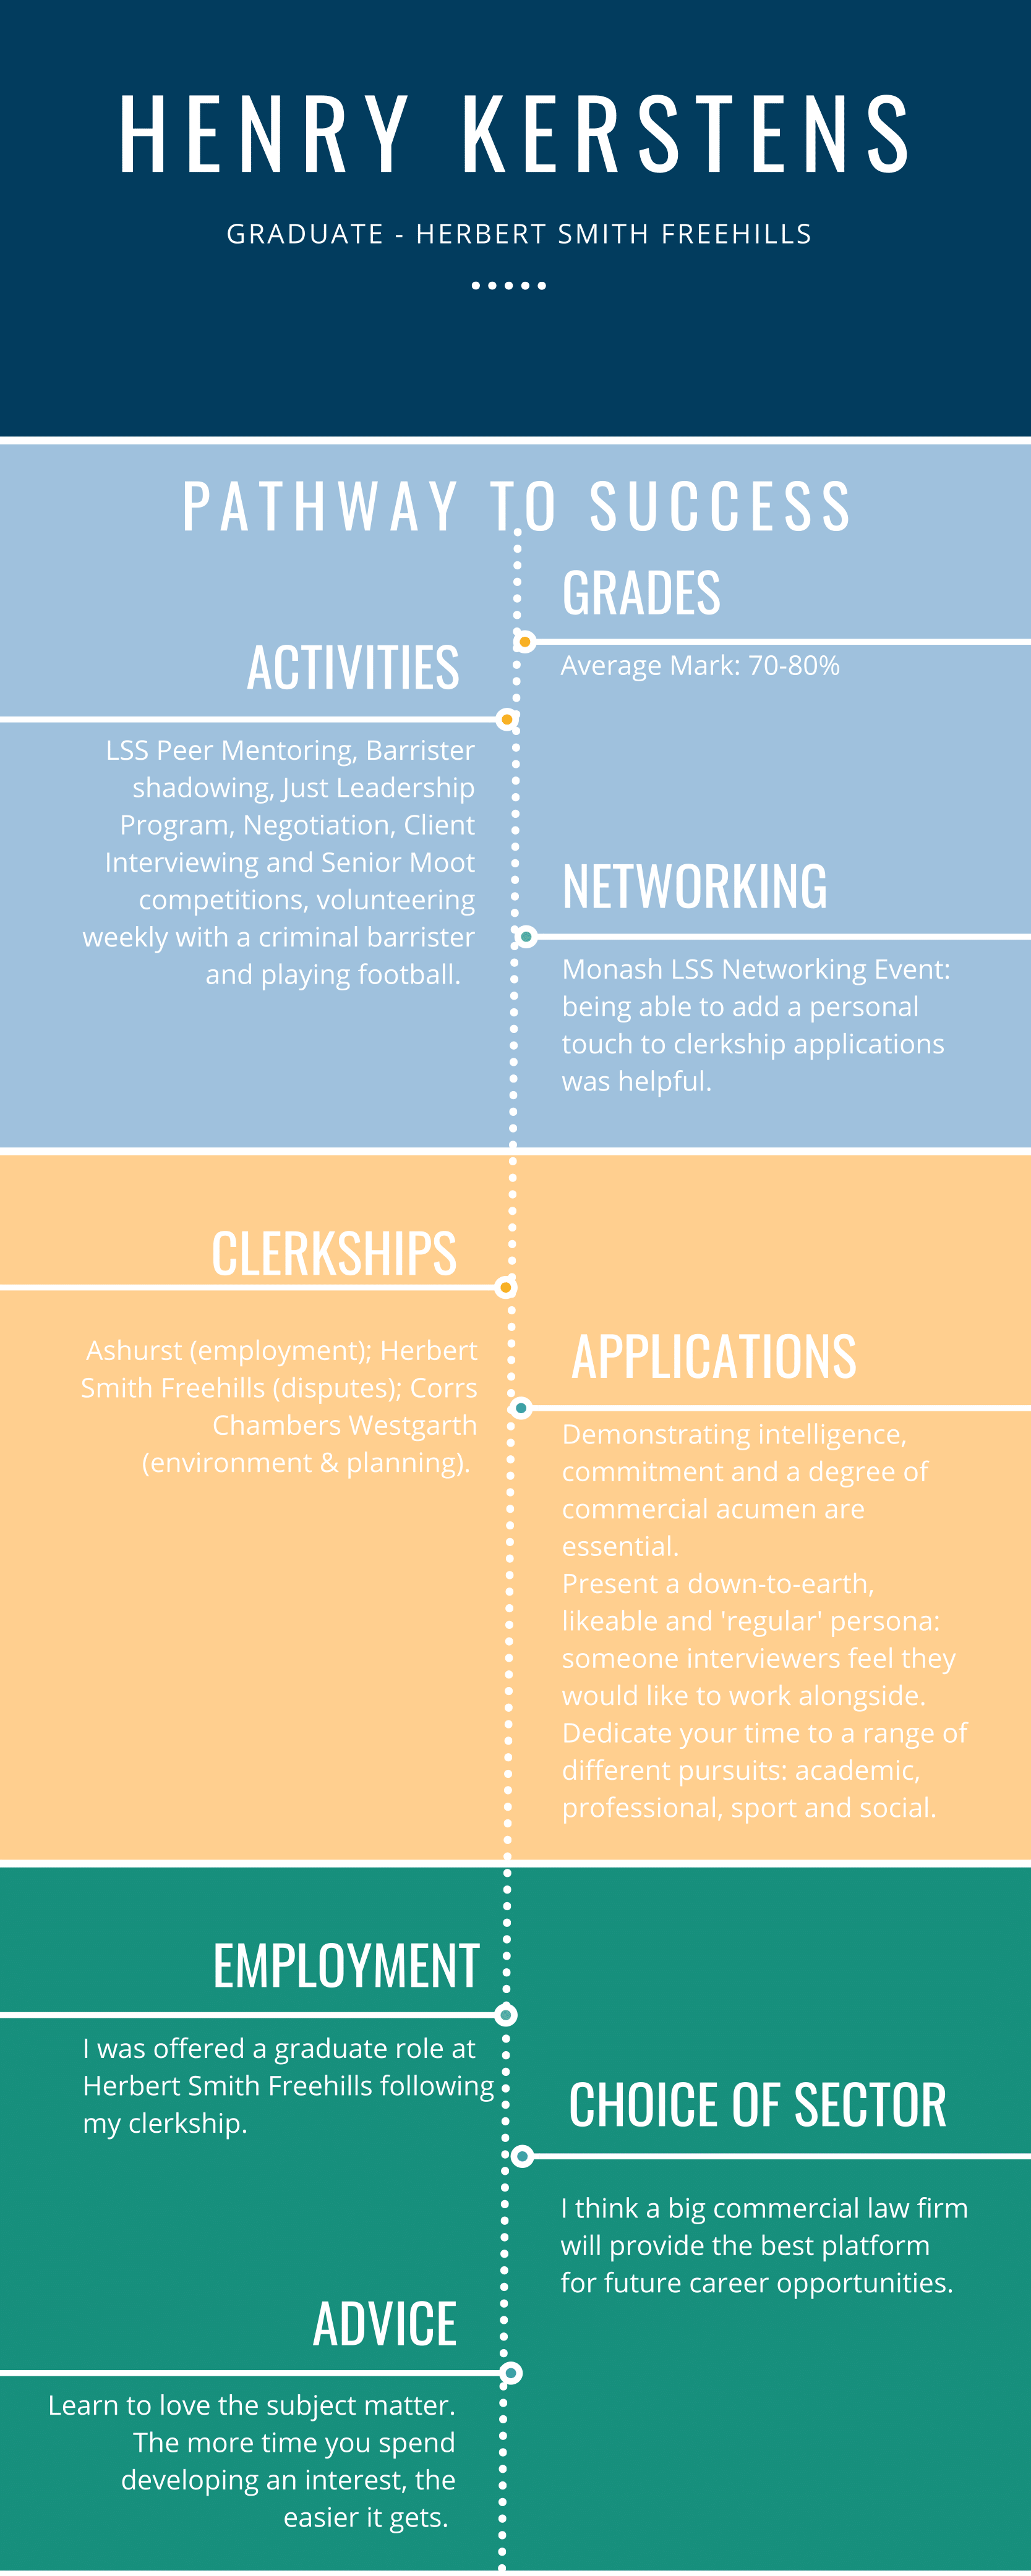 HENRY KERSTENS
GRADUATE - HERBERT SMITH FREEHILLS
PATHWAY TO SUCCESS
GRADES
Average Mark: 70-80%
ACTIVITIES
LSS Peer Mentoring, Barrister
shadowing, Just Leadership
Program, Negotiation, Client
Interviewing and Senior Moot
competitions, volunteering
weekly with a criminal barrister
and playing football.
NETWORKING
Monash LSS Networking Event:
being able to add a personal
touch to clerkship applications
was helpful.
CLERKSHIPS
Ashurst (employment); Herbert
Smith Freehills (disputes); Corrs
Chambers Westgarth
(environment & planning).
APPLICATIONS
Demonstrating intelligence,
commitment and a degree of
commercial acumen are
essential.
Present a down-to-earth,
likeable and 'regular' persona:
someone interviewers feel they
would like to work alongside.
Dedicate your time to a range of
different pursuits: academic,
professional, sport and social.
EMPLOYMENT
I was offered a graduate role at
Herbert Smith Freehills following
my clerkship.
CHOICE OF SECTOR
I think a big commercial law firm
will provide the best platform
for future career opportunities.
ADVICE
Learn to love the subject matter.
The more time you spend
developing an interest, the
easier it gets.